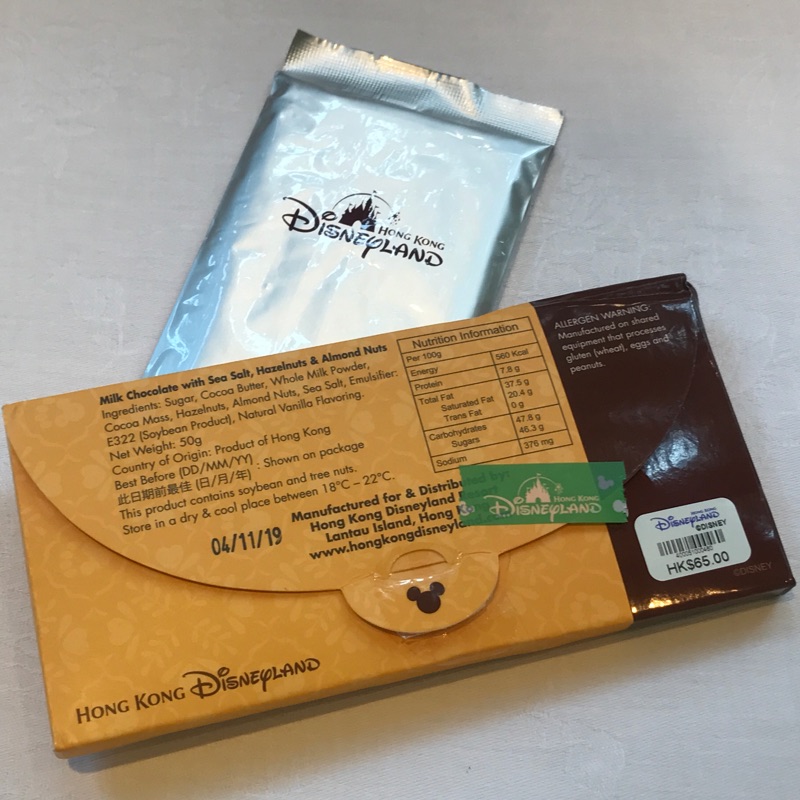 HONG KONG
DISNEYLAND
Milk Chocolate with Sea Salt, Hazelnuts & Almond Nuts
Ingredients: Sugar, Cocoa Butter, Whole Milk Powder,
Cocoa Mass, Hazelnuts, Almond Nuts, Sea Salt, Emulsifier:
E322 (Soybean Product), Natural Vanilla Flavoring.
Net Weight: 50g
Country of Origin: Product of Hong Kong
Best Before (DD/MM/YY) : Shown on package
此日期前最佳 (日/月/年)
This product contains soybean and tree nuts.
Store in a dry & cool place between 18°C – 22°C.
04/11/19
Manufactured for & Distributed by:
Hong Kong Disneyland
Lantau Island, Hong
www.hongkongdisneyla
Nutrition Information
Per 100g
Energy 560 Kcal
Protein 7.8 g
Total Fat 37.5 g
Saturated Fat 20.4 g
Trans Fat 0 g
Carbohydrates 47.8 g
Sugars 46.3 g
Sodium 376 mg
HONG KONG
DISNEYLAND
ALLERGEN WARNING:
Manufactured on shared
equipment that processes
gluten (wheat), eggs and
peanuts.
HONG KONG
DISNEYLAND
©DISNEY
HK$65.00
©DISNEY
HONG KONG DISNEYLAND